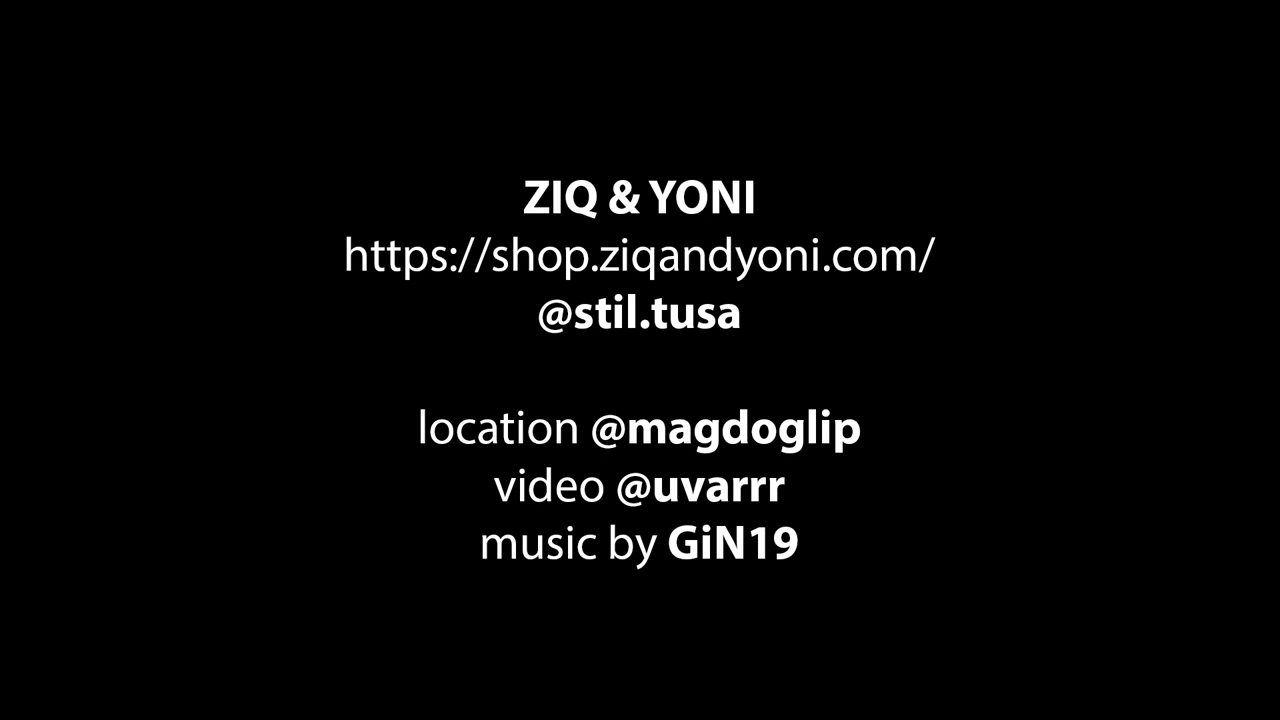 ZIQ & YONI
https://shop.ziqandyoni.com/
@stil.tusa
location @magdoglip
video @uvarrr
music by GiN19